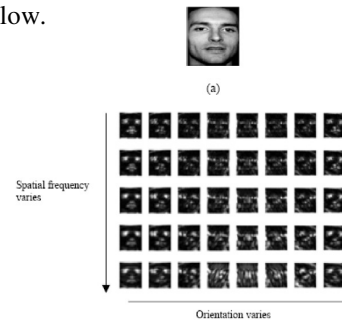 low.
(a)
Spatial frequency
varies
Orientation varies